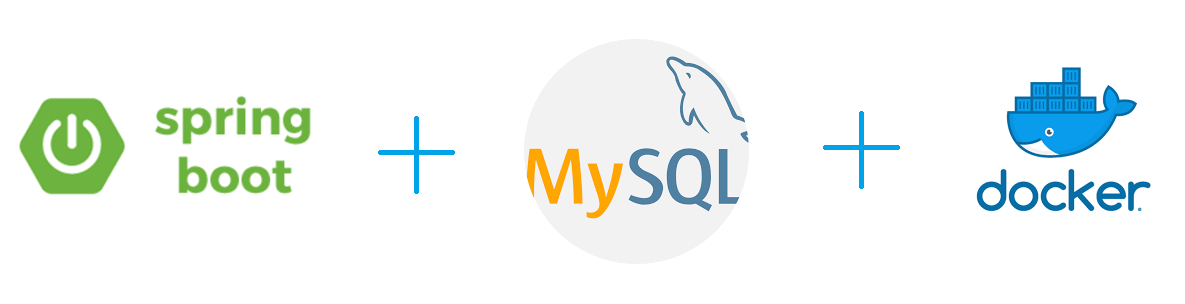 spring
boot
MySQL
docker